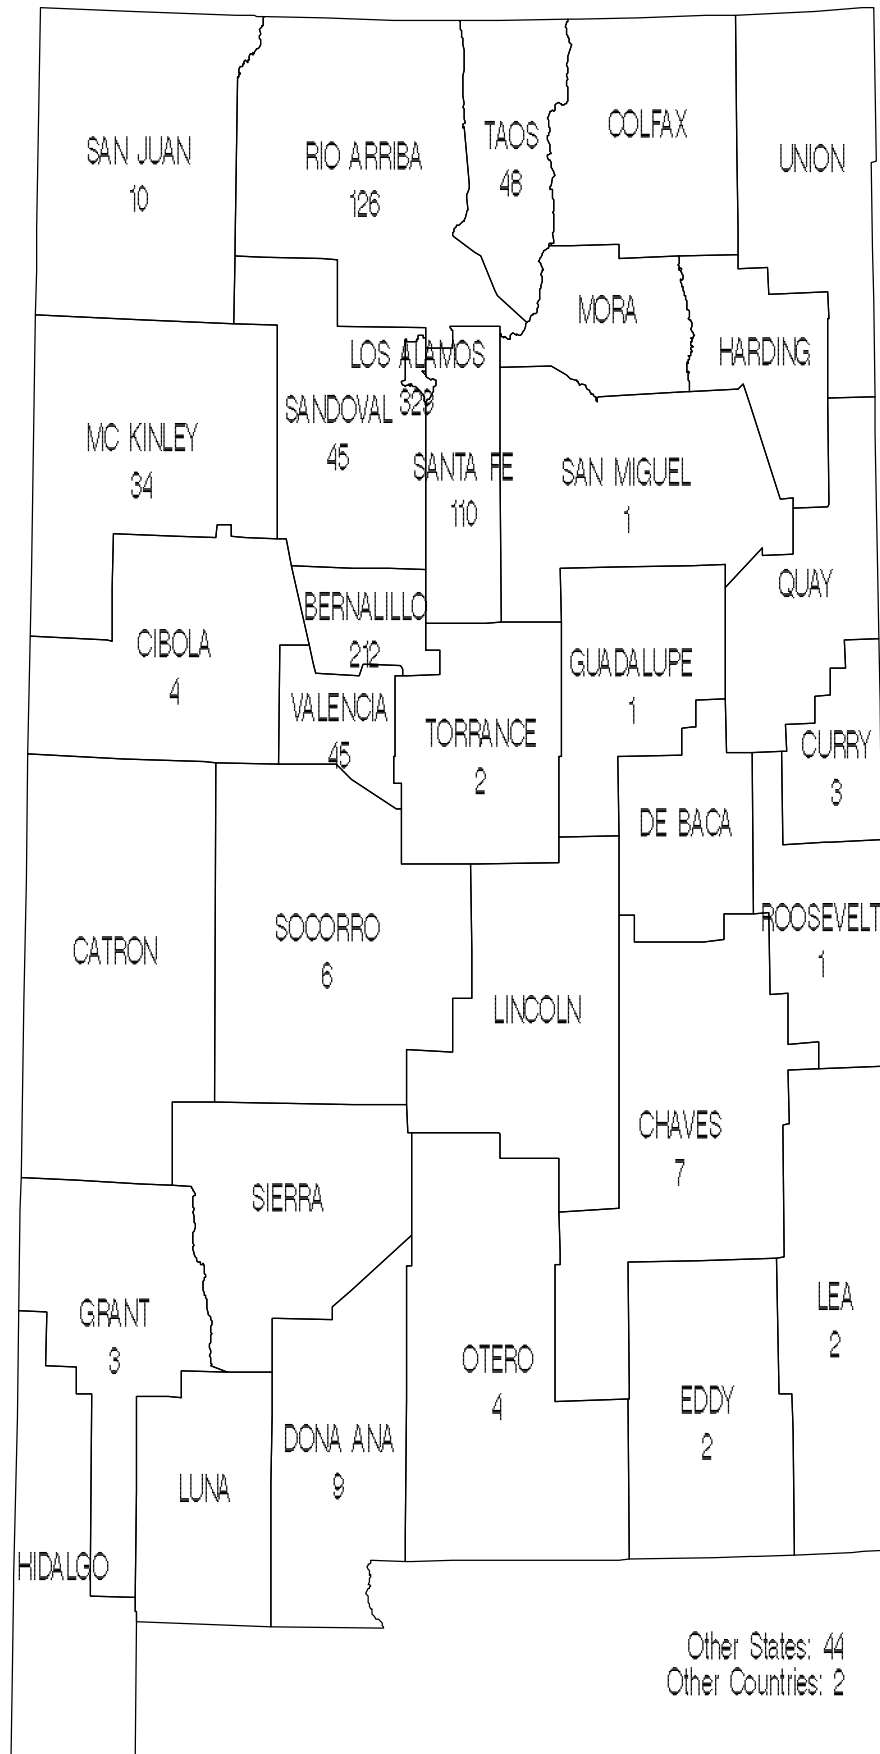 COLFAX
TAOS
48
SAN JUAN
10
RIO ARRIBA
126
UNION
MORA
HARDING
LOS ALAMOS
329
SANDOVAL
45
MC KINLEY
34
SANTA FE
110
SAN MIGUEL
1
QUAY
BERNALILLO
212
CIBOLA
4
GUADALUPE
1
VALENCIA
45
TORRANCE
2
CURRY
3
DE BACA
ROOSEVELT
1
SOCORRO
6
CATRON
LINCOLN
CHAVES
7
SIERRA
LEA
2
GRANT
3
OTERO
4
EDDY
2
DONA ANA
9
LUNA
HIDALGO
Other States: 44
Other Countries: 2